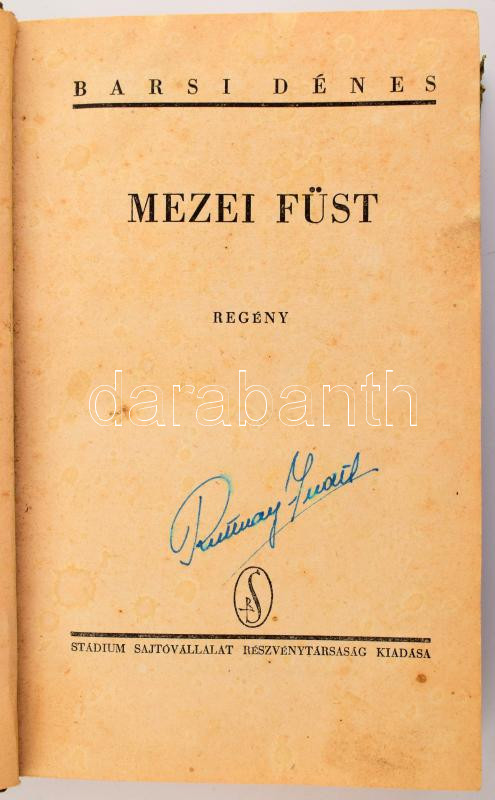 BARSI DÉNES
MEZEI FÜST
REGÉNY
darabanth
STÁDIUM SAJTÓVÁLLALAT RÉSZVÉNYTÁRSASÁG KIADÁSA